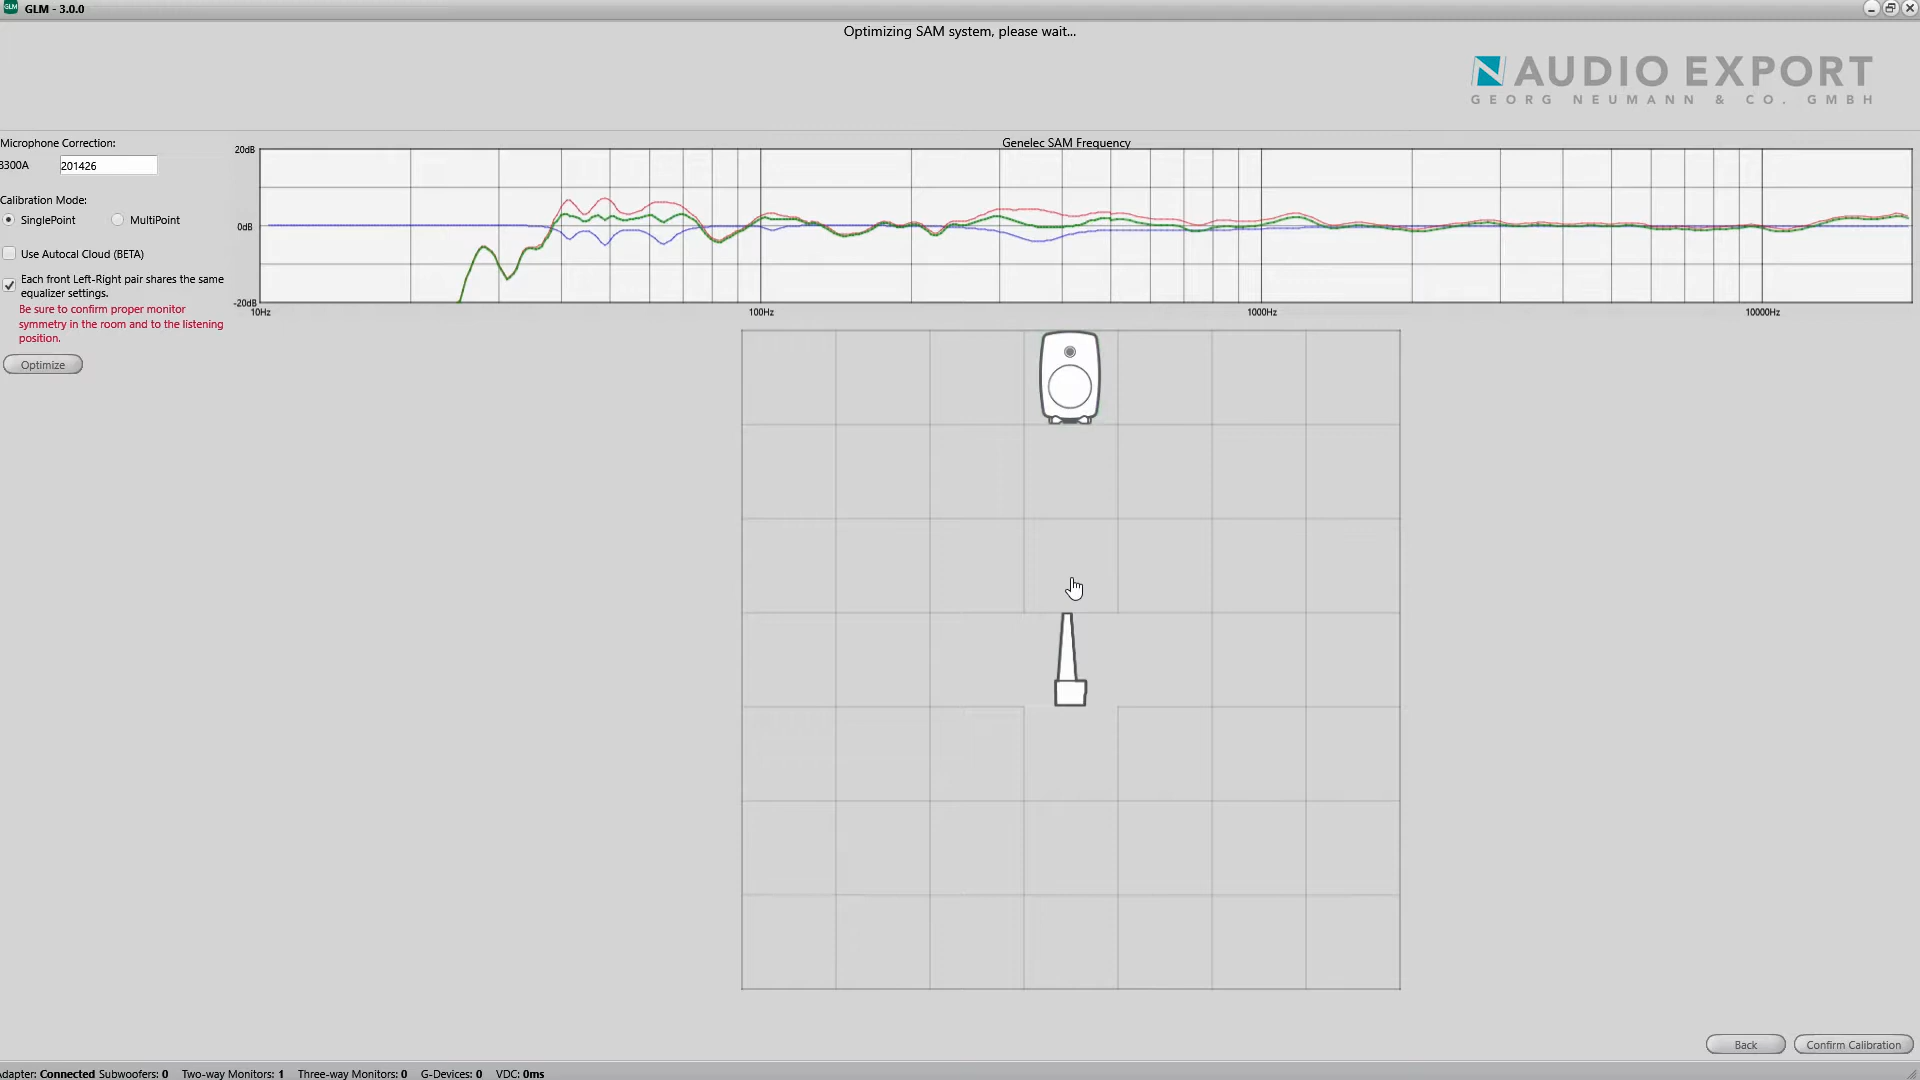 GLM
GLM - 3.0.0
Optimizing SAM system, please wait...
AUDIO EXPORT
GEORG NEUMANN & CO. GMBH
Microphone Correction:
8300A
201426
Calibration Mode:
SinglePoint
MultiPoint
Use Autocal Cloud (BETA)
Each front Left-Right pair shares the same
equalizer settings.
Be sure to confirm proper monitor
symmetry in the room and to the listening
position.
Optimize
Genelec SAM Frequency
20dB
0dB
-20dB
10Hz
100Hz
1000Hz
10000Hz
Back
Confirm Calibration
dapter: Connected Subwoofers: 0 Two-way Monitors: 1 Three-way Monitors: 0 G-Devices: 0 VDC: 0ms